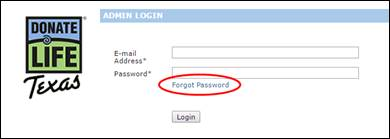 DONATE
LIFE
Texas
ADMIN LOGIN
E-mail
Address*
Password*
Forgot Password
Login